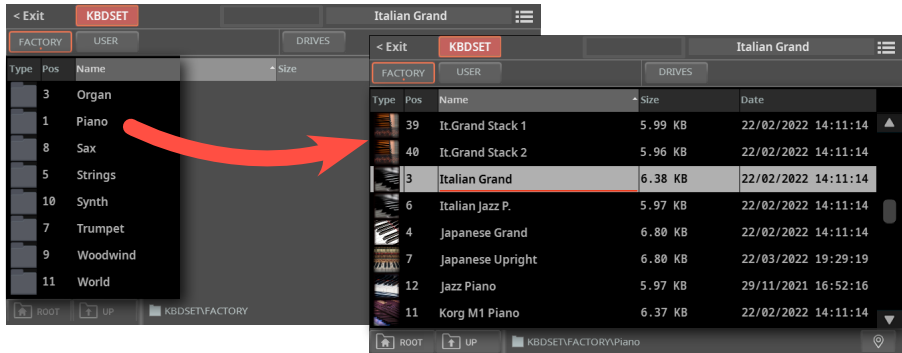 < Exit KBDSET Italian Grand
FACTORY USER DRIVES
Type Pos Name Size
3 Organ
1 Piano
8 Sax
5 Strings
10 Synth
7 Trumpet
9 Woodwind
11 World
ROOT UP KBDSET\FACTORY
< Exit KBDSET Italian Grand
FACTORY USER DRIVES
Type Pos Name Size Date
39 It.Grand Stack 1 5.99 KB 22/02/2022 14:11:14
40 It.Grand Stack 2 5.96 KB 22/02/2022 14:11:14
3 Italian Grand 6.38 KB 22/02/2022 14:11:14
6 Italian Jazz P. 5.97 KB 22/02/2022 14:11:14
4 Japanese Grand 6.80 KB 22/02/2022 14:11:14
7 Japanese Upright 6.80 KB 22/03/2022 19:29:19
12 Jazz Piano 5.97 KB 29/11/2021 16:52:16
11 Korg M1 Piano 6.37 KB 22/02/2022 14:11:14
ROOT UP KBDSET\FACTORY\Piano